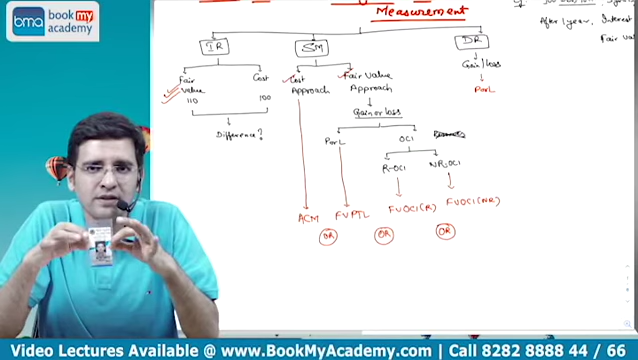 bma
book my
academy
Measurement
IR
SM
DR
Fair
Value
110
Cost
100
Difference?
Cost
Approach
Fair Value
Approach
Gain or loss
PorL
OCI
R-OCI
NR-OCI
ACM
FVPTL
FVOCI(R)
FVOCI(NR)
OR
OR
OR
Gain/loss
PorL
After 1 year, Interest
Fair Val
Video Lectures Available @ www.BookMyAcademy.com | Call 8282 8888 44 / 66